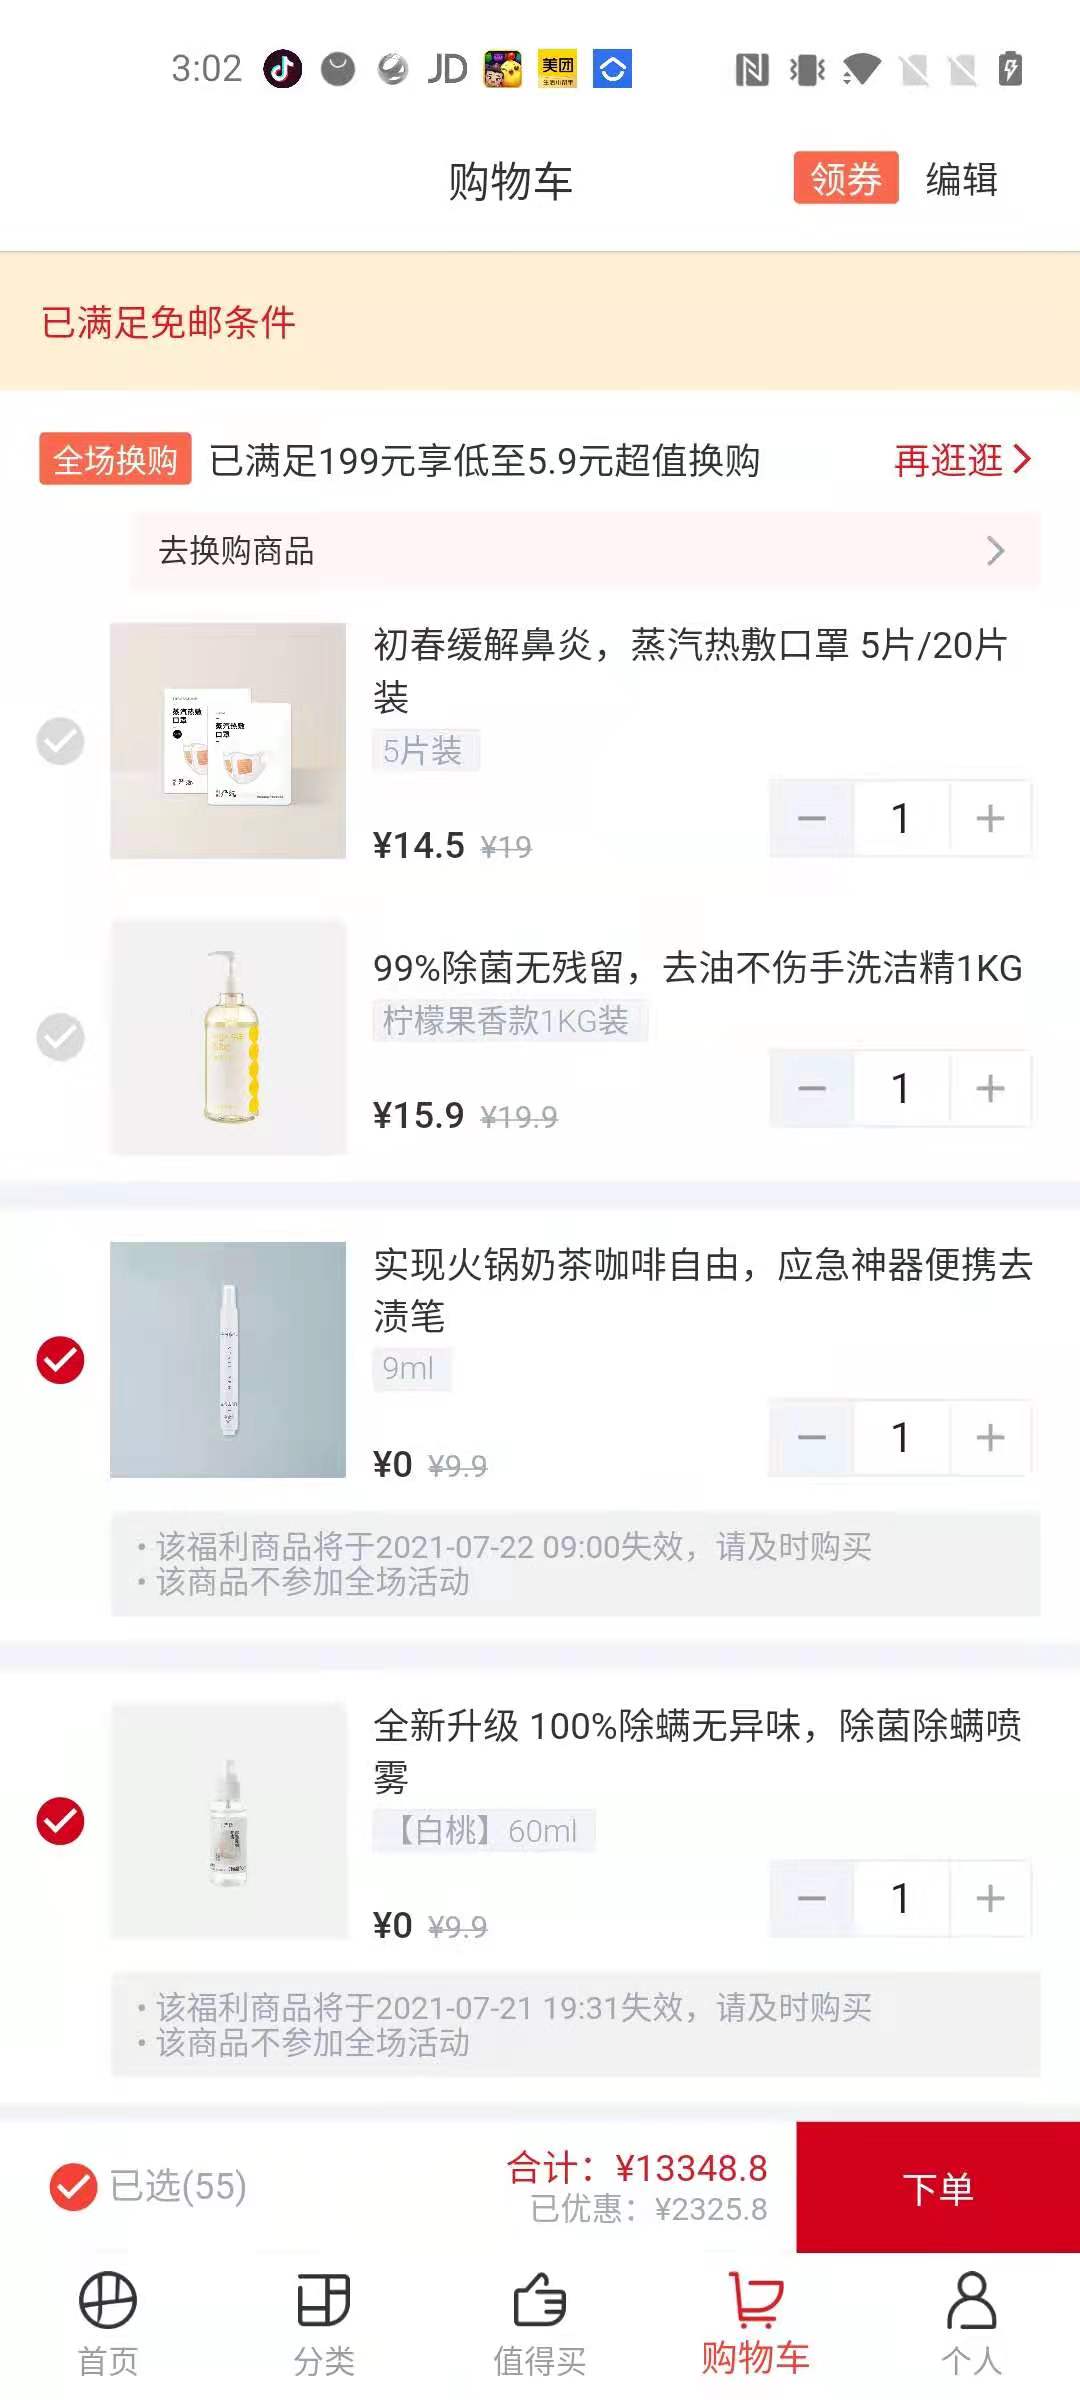 3:02
JD
美团
购物车
领券
编辑
已满足免邮条件
全场换购 已满足199元享低至5.9元超值换购 再逛逛
去换购商品
蒸汽热敷
口罩
蒸汽热敷
口罩
初春缓解鼻炎，蒸汽热敷口罩 5片/20片
装
5片装
¥14.5 ¥19
1
99%除菌无残留，去油不伤手洗洁精1KG
柠檬果香款1KG装
¥15.9 ¥19.9
1
实现火锅奶茶咖啡自由，应急神器便携去
渍笔
9ml
¥0 ¥9.9
1
• 该福利商品将于2021-07-22 09:00失效，请及时购买
• 该商品不参加全场活动
全新升级 100%除螨无异味，除菌除螨喷
雾
【白桃】60ml
¥0 ¥9.9
1
• 该福利商品将于2021-07-21 19:31失效，请及时购买
• 该商品不参加全场活动
已选(55)
合计：¥13348.8
已优惠：¥2325.8
下单
首页
分类
值得买
购物车
个人